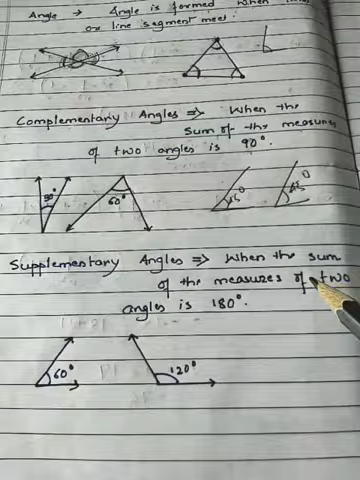 Angle → Angle is formed when
or line segment meet.
Complementary Angles ⇒ When the
sum of the measures
of two angles is 90°.
30°
60°
45°
45°
Supplementary Angles ⇒ When the sum
of the measures of two
angles is 180°.
60°
120°